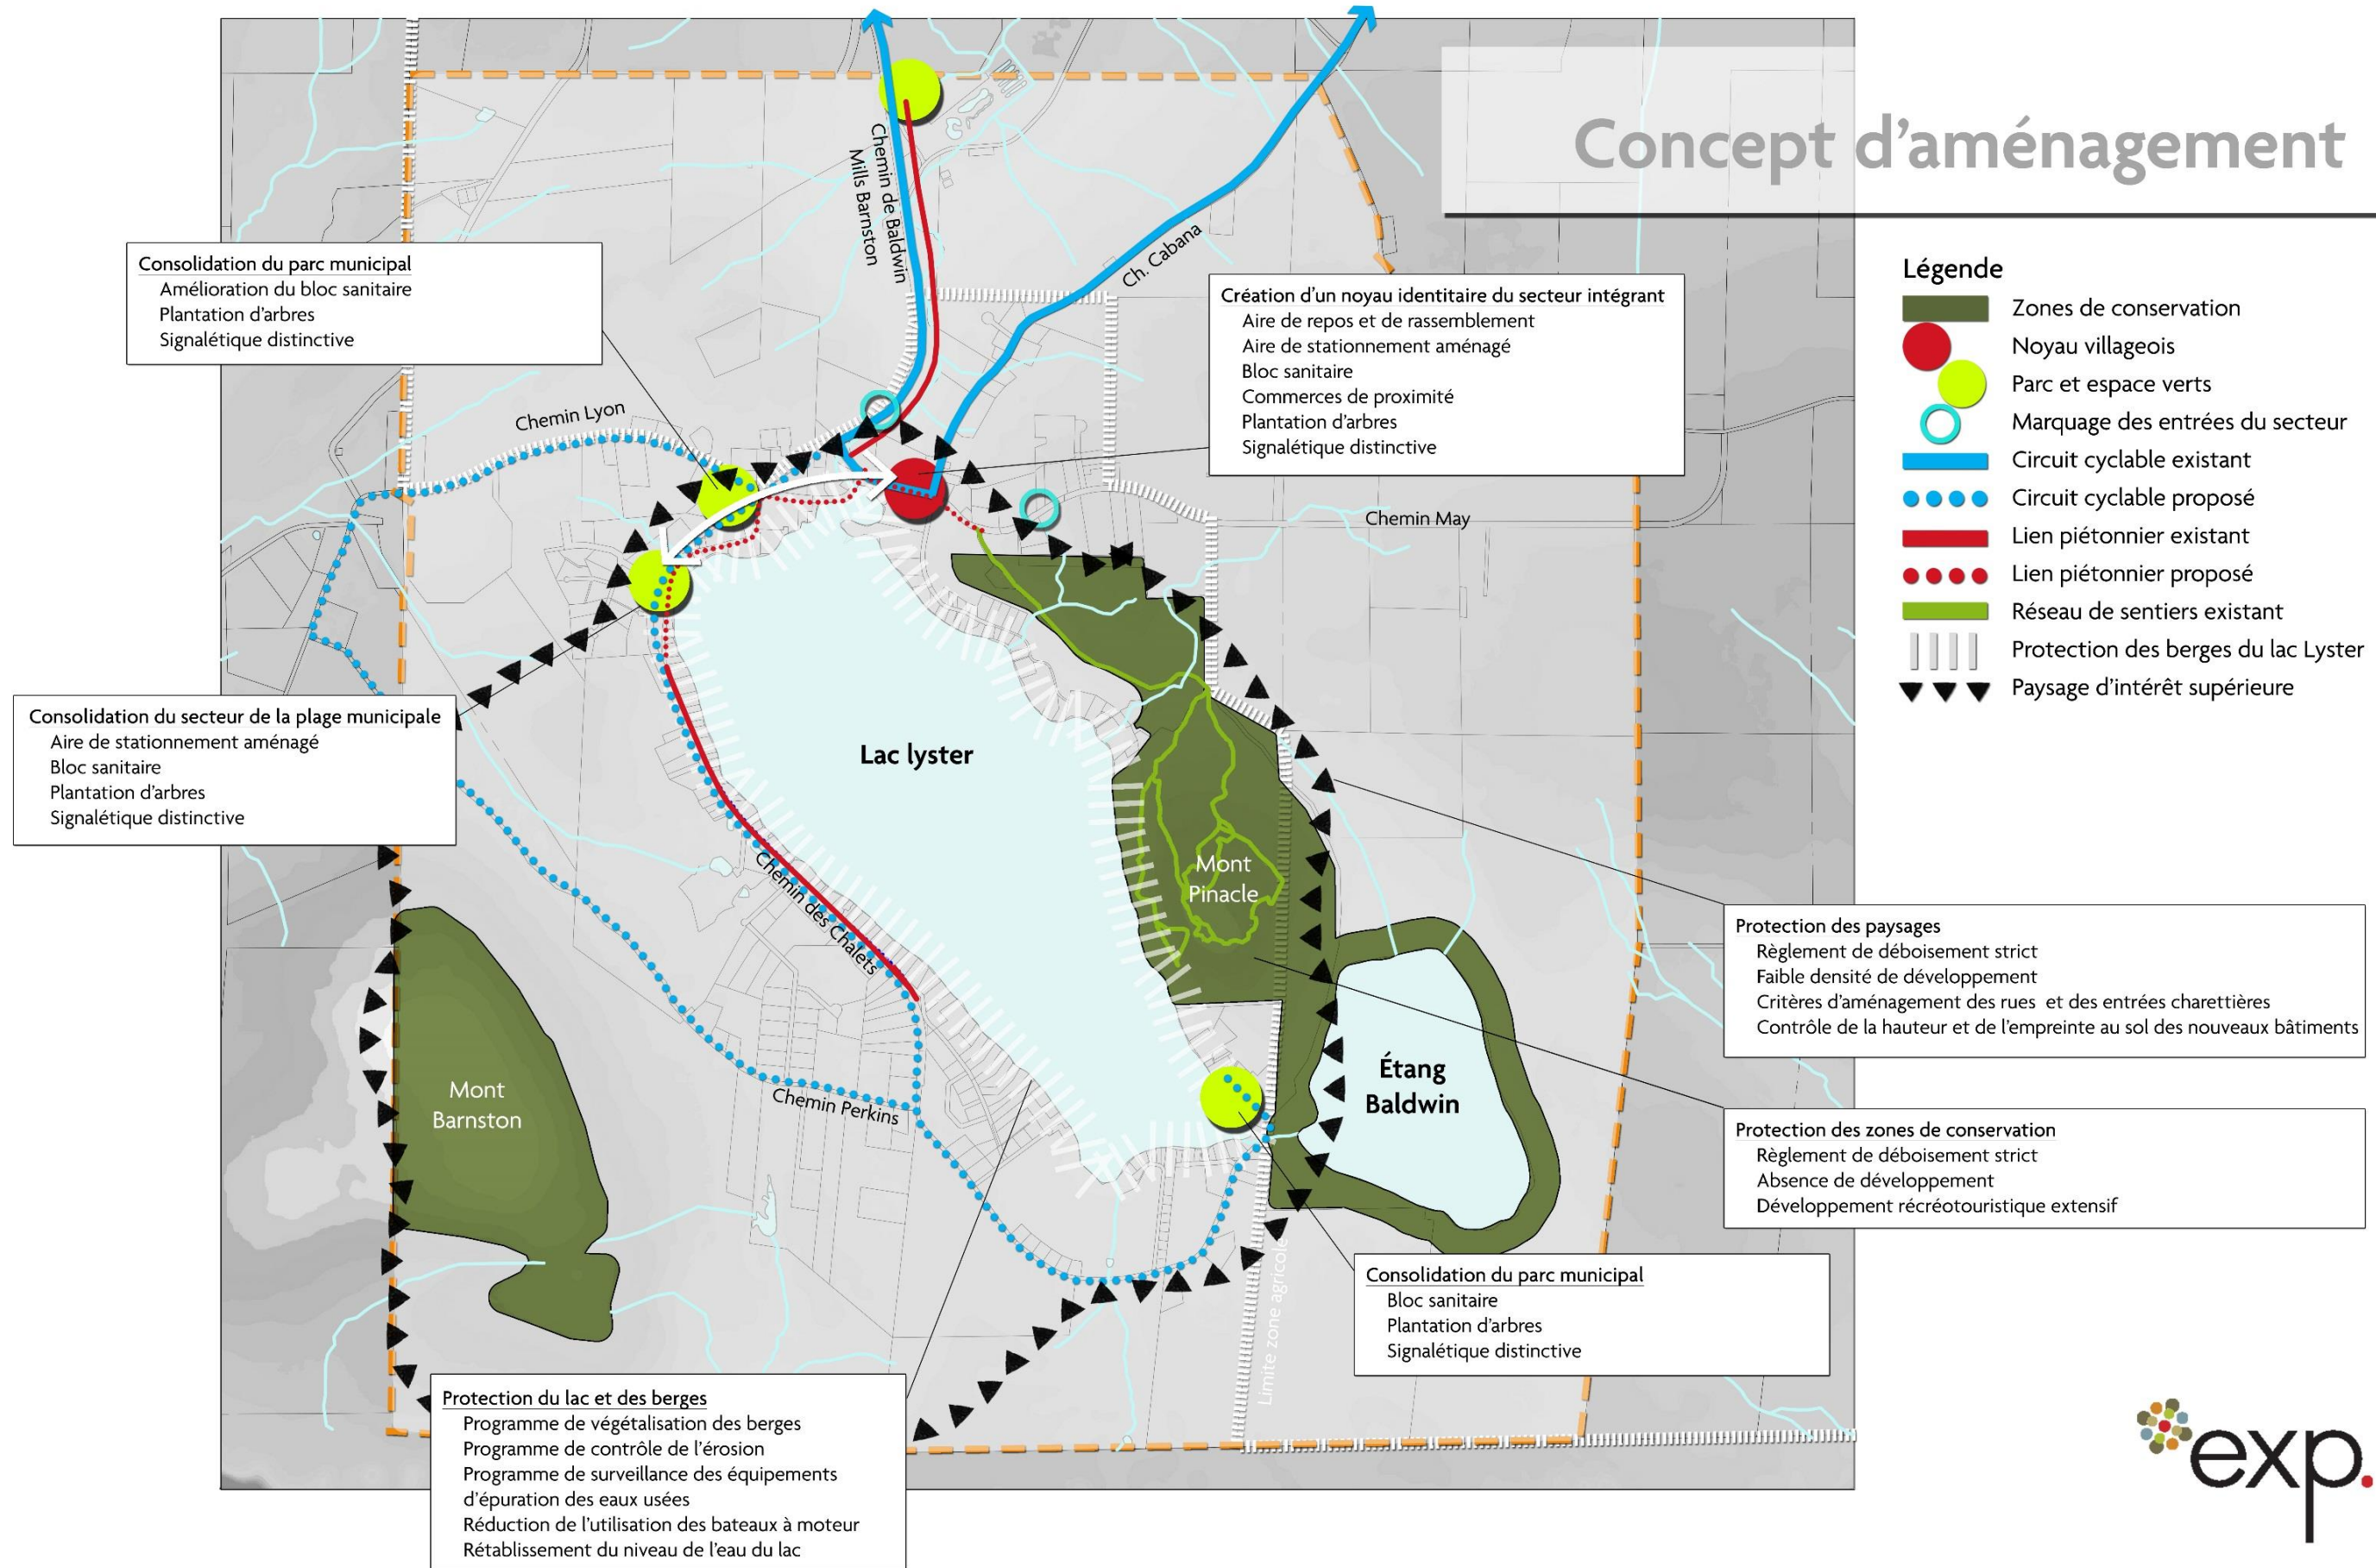 Concept d'aménagement
Légende
Zones de conservation
Noyau villageois
Parc et espace verts
Marquage des entrées du secteur
Circuit cyclable existant
Circuit cyclable proposé
Lien piétonnier existant
Lien piétonnier proposé
Réseau de sentiers existant
Protection des berges du lac Lyster
Paysage d'intérêt supérieure
Chemin de Baldwin
Mills Barnston
Ch. Cabana
Consolidation du parc municipal
Amélioration du bloc sanitaire
Plantation d'arbres
Signalétique distinctive
Création d'un noyau identitaire du secteur intégrant
Aire de repos et de rassemblement
Aire de stationnement aménagé
Bloc sanitaire
Commerces de proximité
Plantation d'arbres
Signalétique distinctive
Chemin Lyon
Chemin May
Consolidation du secteur de la plage municipale
Aire de stationnement aménagé
Bloc sanitaire
Plantation d'arbres
Signalétique distinctive
Lac lyster
Chemin des Chalets
Mont
Pinacle
Protection des paysages
Règlement de déboisement strict
Faible densité de développement
Critères d'aménagement des rues et des entrées charettières
Contrôle de la hauteur et de l'empreinte au sol des nouveaux bâtiments
Mont
Barnston
Chemin Perkins
Étang
Baldwin
Protection des zones de conservation
Règlement de déboisement strict
Absence de développement
Développement récréotouristique extensif
Limite zone agricole
Consolidation du parc municipal
Bloc sanitaire
Plantation d'arbres
Signalétique distinctive
Protection du lac et des berges
Programme de végétalisation des berges
Programme de contrôle de l'érosion
Programme de surveillance des équipements
d'épuration des eaux usées
Réduction de l'utilisation des bateaux à moteur
Rétablissement du niveau de l'eau du lac
exp.